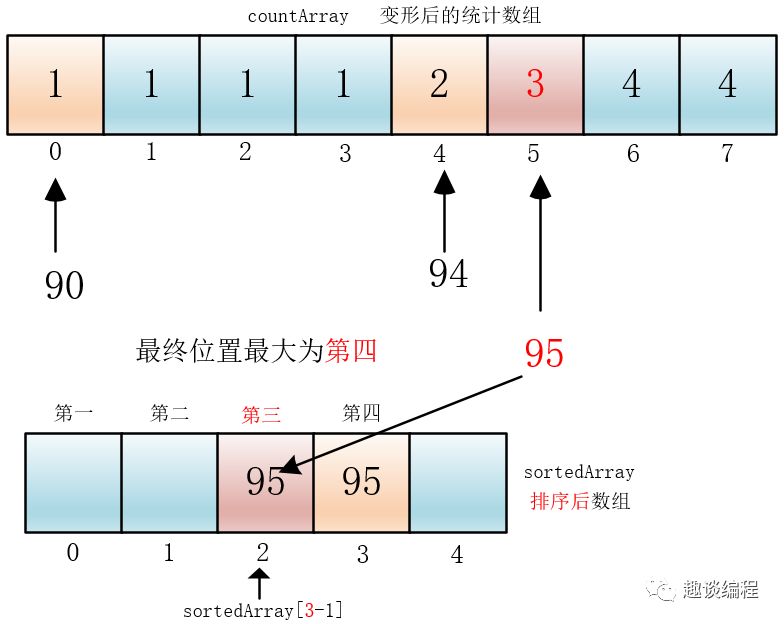 countArray 变形后的统计数组
1 1 1 1 2 3 4 4
0 1 2 3 4 5 6 7
90 94
最终位置最大为第四 95
第一 第二 第三 第四
95 95
sortedArray
排序后数组
0 1 2 3 4
趣谈编程
sortedArray[3-1]